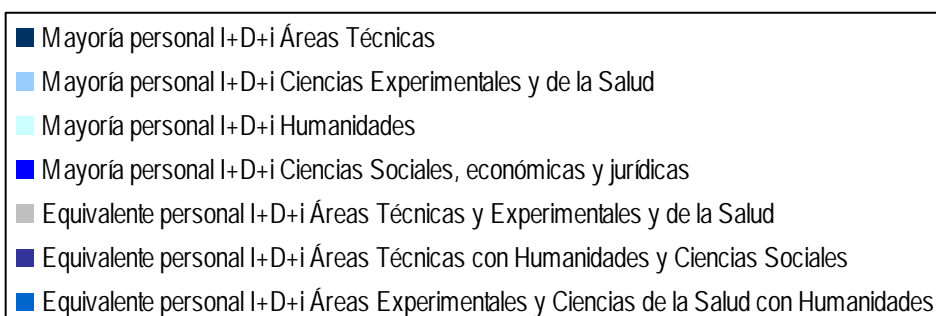 Mayoría personal I+D+i Áreas Técnicas
Mayoría personal I+D+i Ciencias Experimentales y de la Salud
Mayoría personal I+D+i Humanidades
Mayoría personal I+D+i Ciencias Sociales, económicas y jurídicas
Equivalente personal I+D+i Áreas Técnicas y Experimentales y de la Salud
Equivalente personal I+D+i Áreas Técnicas con Humanidades y Ciencias Sociales
Equivalente personal I+D+i Áreas Experimentales y Ciencias de la Salud con Humanidades